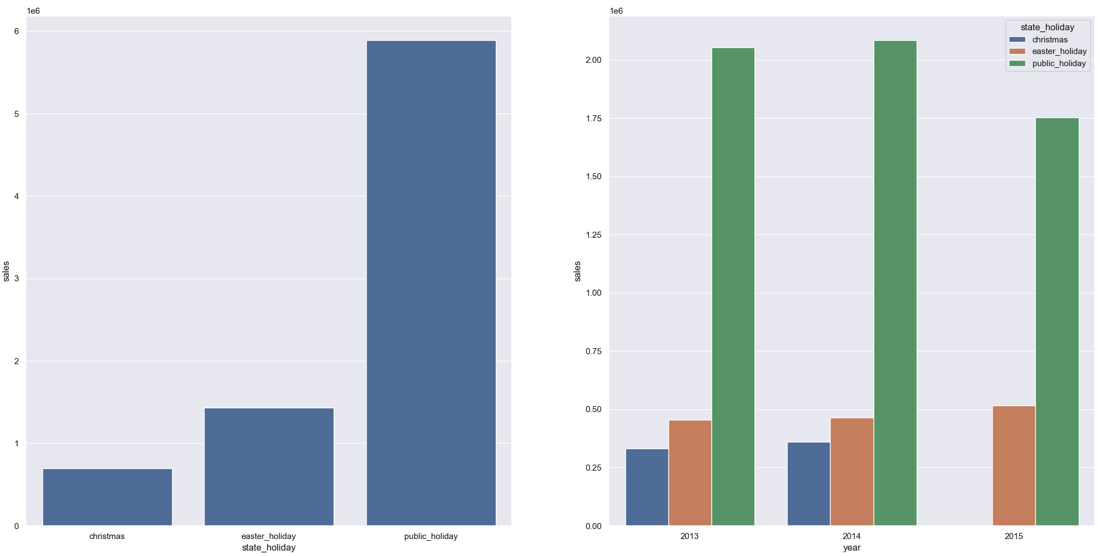 1e6
6
5
4
3
2
1
0
sales
christmas
easter_holiday
public_holiday
state_holiday
1e6
2.00
1.75
1.50
1.25
1.00
0.75
0.50
0.25
0.00
sales
state_holiday
christmas
easter_holiday
public_holiday
2013
2014
2015
year